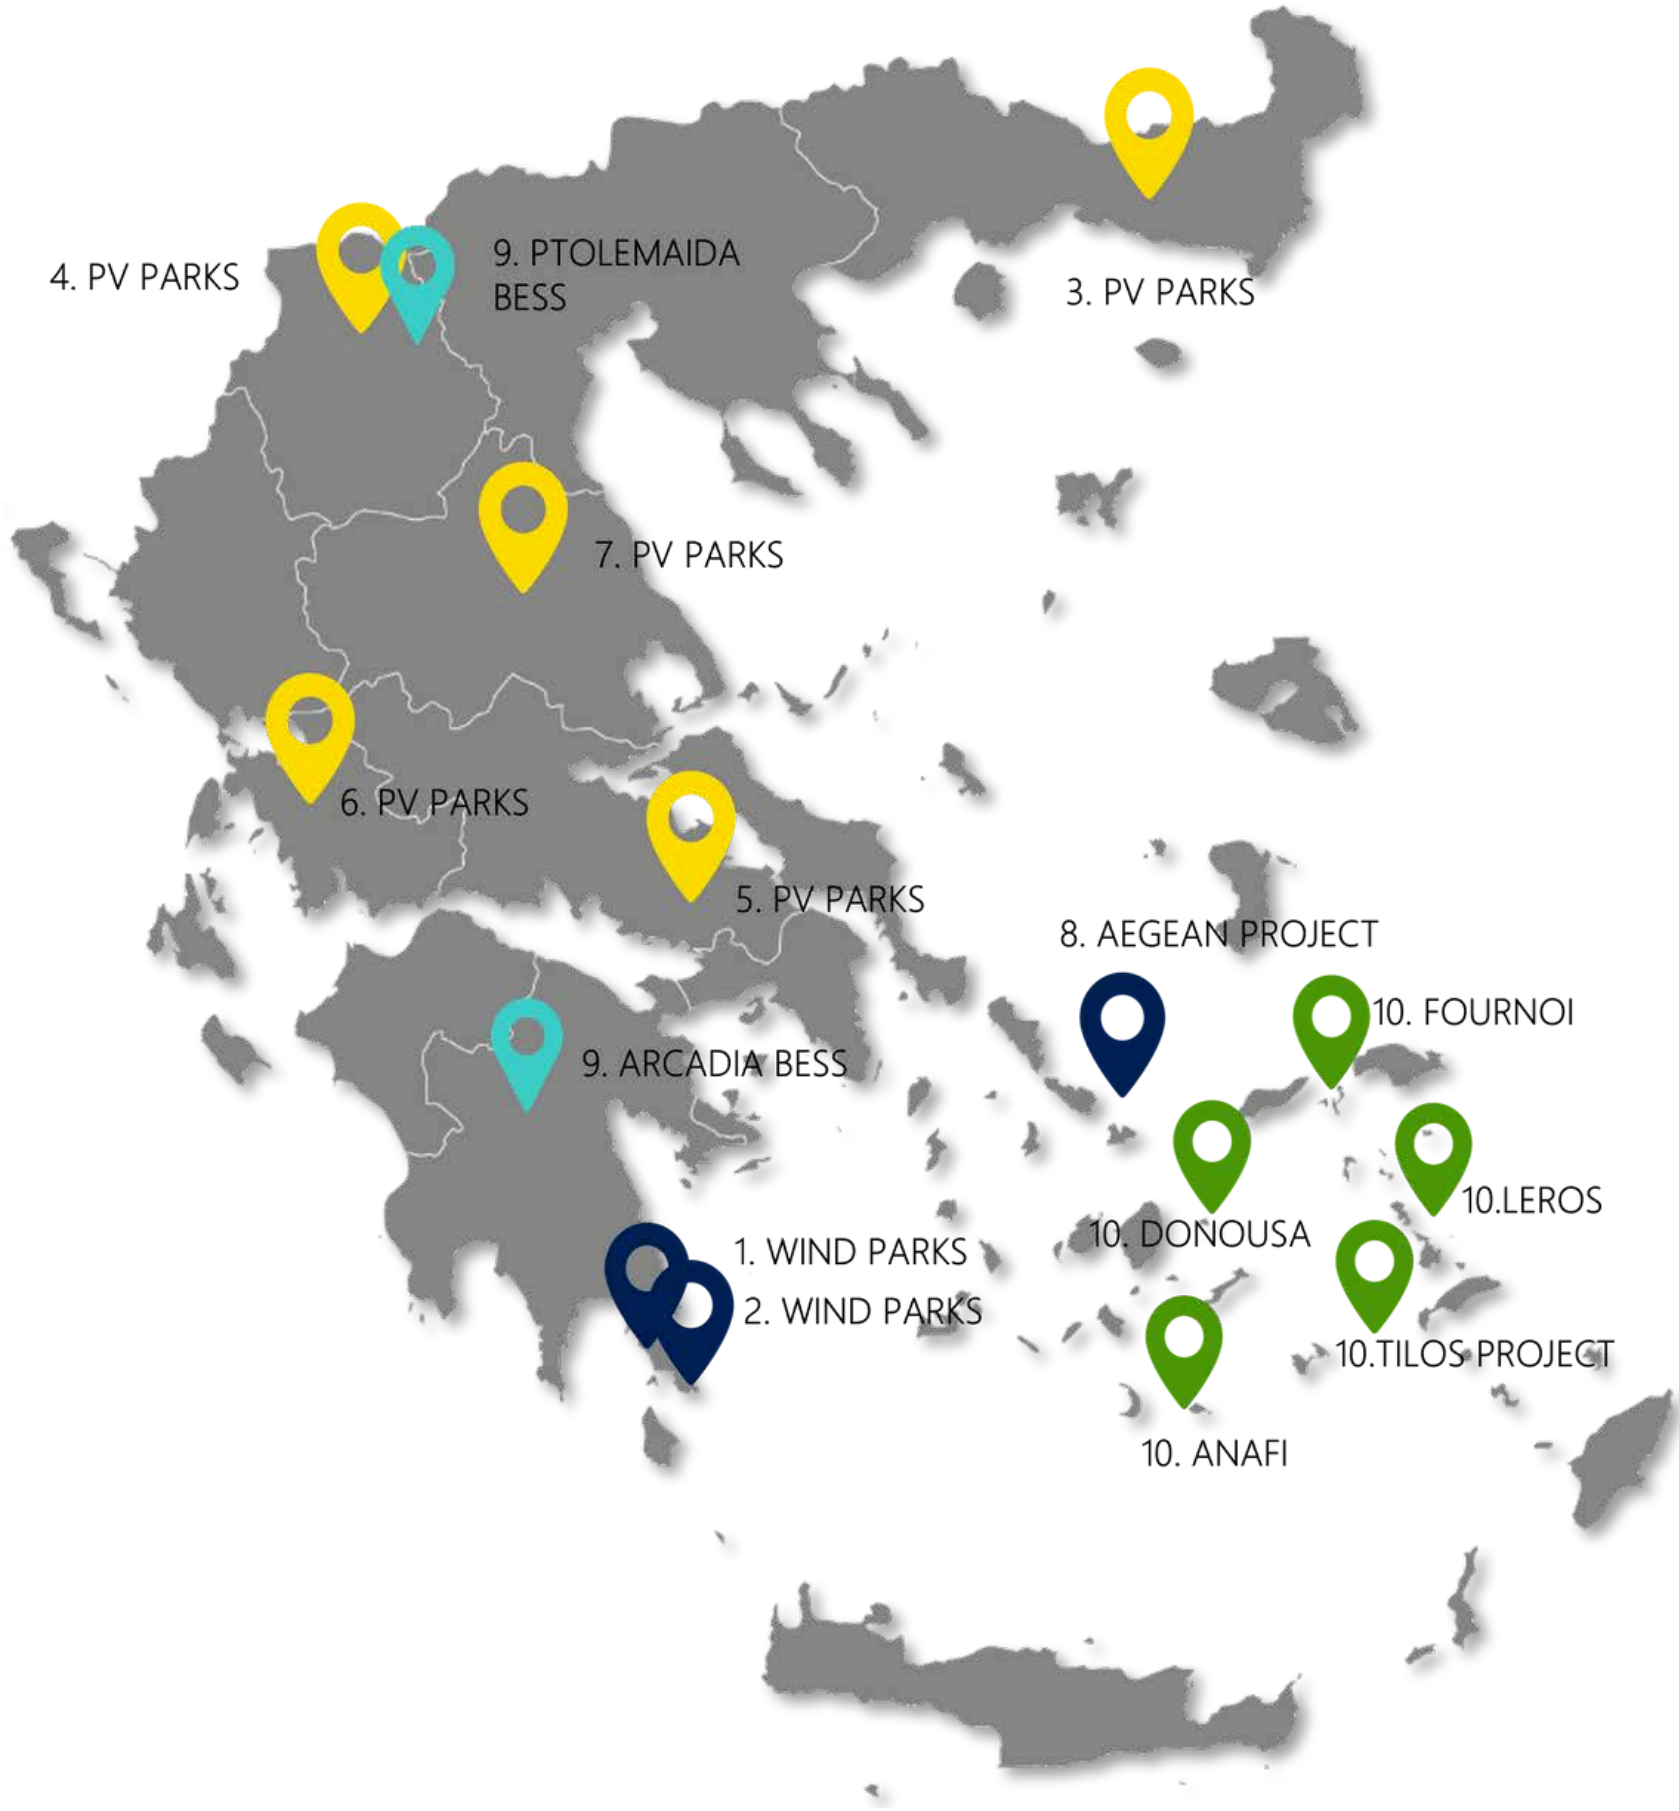 9. PTOLEMAIDA
BESS
4. PV PARKS
3. PV PARKS
7. PV PARKS
6. PV PARKS
5. PV PARKS
8. AEGEAN PROJECT
10. FOURNOI
9. ARCADIA BESS
10.LEROS
10. DONOUSA
1. WIND PARKS
2. WIND PARKS
10.TILOS PROJECT
10. ANAFI